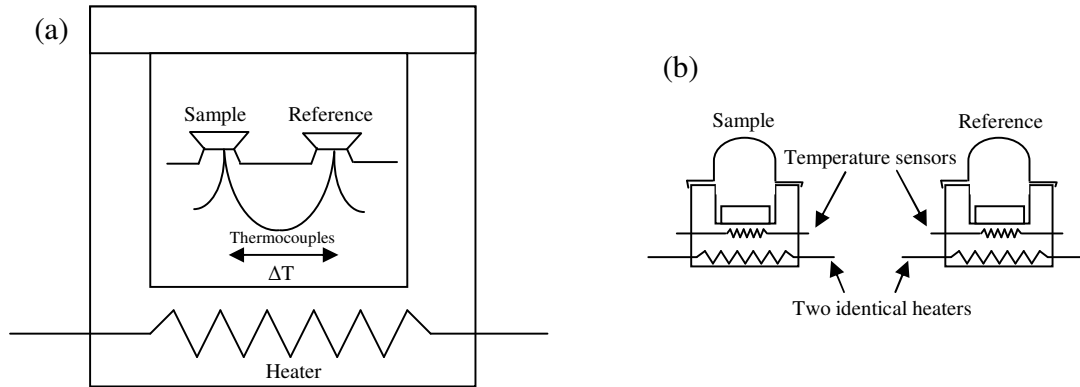 (a)
Sample
Reference
Thermocouples
ΔT
Heater
(b)
Sample
Reference
Temperature sensors
Two identical heaters